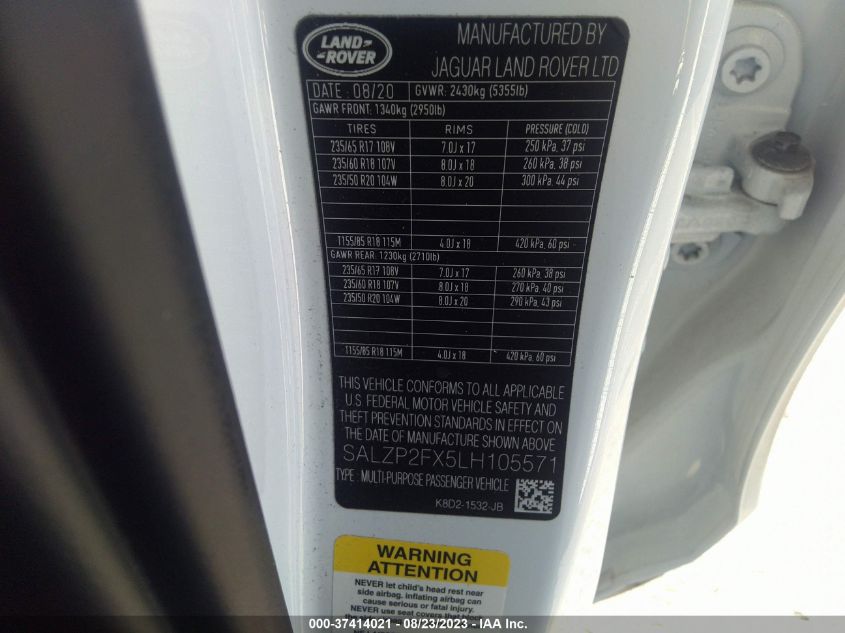 LAND-
-ROVER
MANUFACTURED BY
JAGUAR LAND ROVER LTD
DATE : 08/20 GVWR: 2430kg (5355lb)
GAWR FRONT: 1340kg (2950lb)
TIRES RIMS PRESSURE (COLD)
235/65 R17 108V 7.0J x 17 250 kPa, 37 psi
235/60 R18 107V 8.0J x 18 260 kPa, 38 psi
235/50 R20 104W 8.0J x 20 300 kPa, 44 psi
T155/85 R18 115M 4.0J x 18 420 kPa, 60 psi
GAWR REAR: 1230kg (2710lb)
235/65 R17 108V 7.0J x 17 260 kPa, 38 psi
235/60 R18 107V 8.0J x 18 270 kPa, 40 psi
235/50 R20 104W 8.0J x 20 290 kPa, 43 psi
T155/85 R18 115M 4.0J x 18 420 kPa, 60 psi
THIS VEHICLE CONFORMS TO ALL APPLICABLE
U.S. FEDERAL MOTOR VEHICLE SAFETY AND
THEFT PREVENTION STANDARDS IN EFFECT ON
THE DATE OF MANUFACTURE SHOWN ABOVE
SALZP2FX5LH105571
TYPE : MULTI-PURPOSE PASSENGER VEHICLE
K8D2-1532-JB
WARNING
ATTENTION
NEVER let child's head rest near
side airbag, inflating airbag can
cause serious or fatal injury.
NEVER use seat covers that block
000-37414021 - 08/23/2023 - IAA Inc.